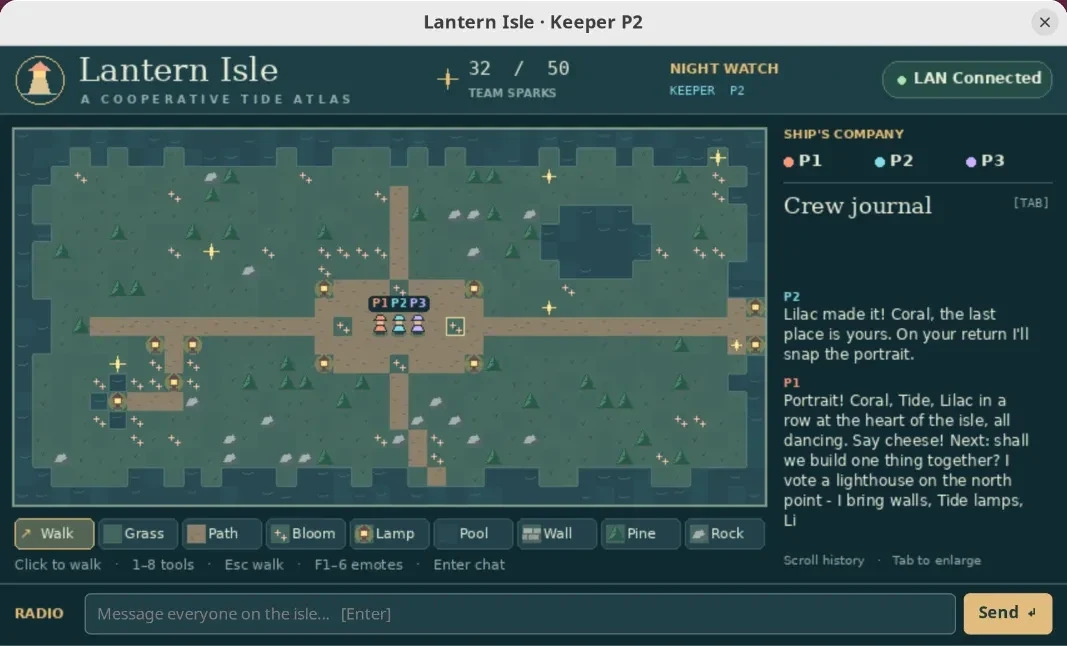 Lantern Isle · Keeper P2
Lantern Isle
A COOPERATIVE TIDE ATLAS
32 / 50
TEAM SPARKS
NIGHT WATCH
KEEPER P2
LAN Connected
P1 P2 P3
SHIP'S COMPANY
P1 P2 P3
Crew journal
[TAB]
P2
Lilac made it! Coral, the last
place is yours. On your return I'll
snap the portrait.
P1
Portrait! Coral, Tide, Lilac in a
row at the heart of the isle, all
dancing. Say cheese! Next: shall
we build one thing together? I
vote a lighthouse on the north
point - I bring walls, Tide lamps,
Li
Scroll history · Tab to enlarge
Walk Grass Path Bloom Lamp Pool Wall Pine Rock
Click to walk · 1–8 tools · Esc walk · F1–6 emotes · Enter chat
RADIO
Message everyone on the isle... [Enter]
Send ↲